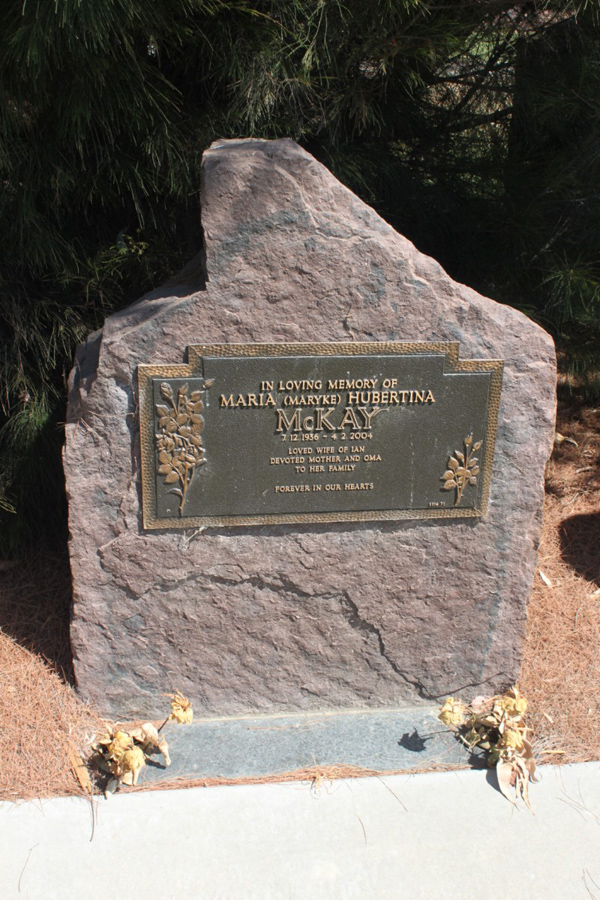 IN LOVING MEMORY OF
MARIA (MARYKE) HUBERTINA
McKAY
7.12.1936 - 4.2.2004
LOVED WIFE OF IAN
DEVOTED MOTHER AND OMA
TO HER FAMILY
FOREVER IN OUR HEARTS